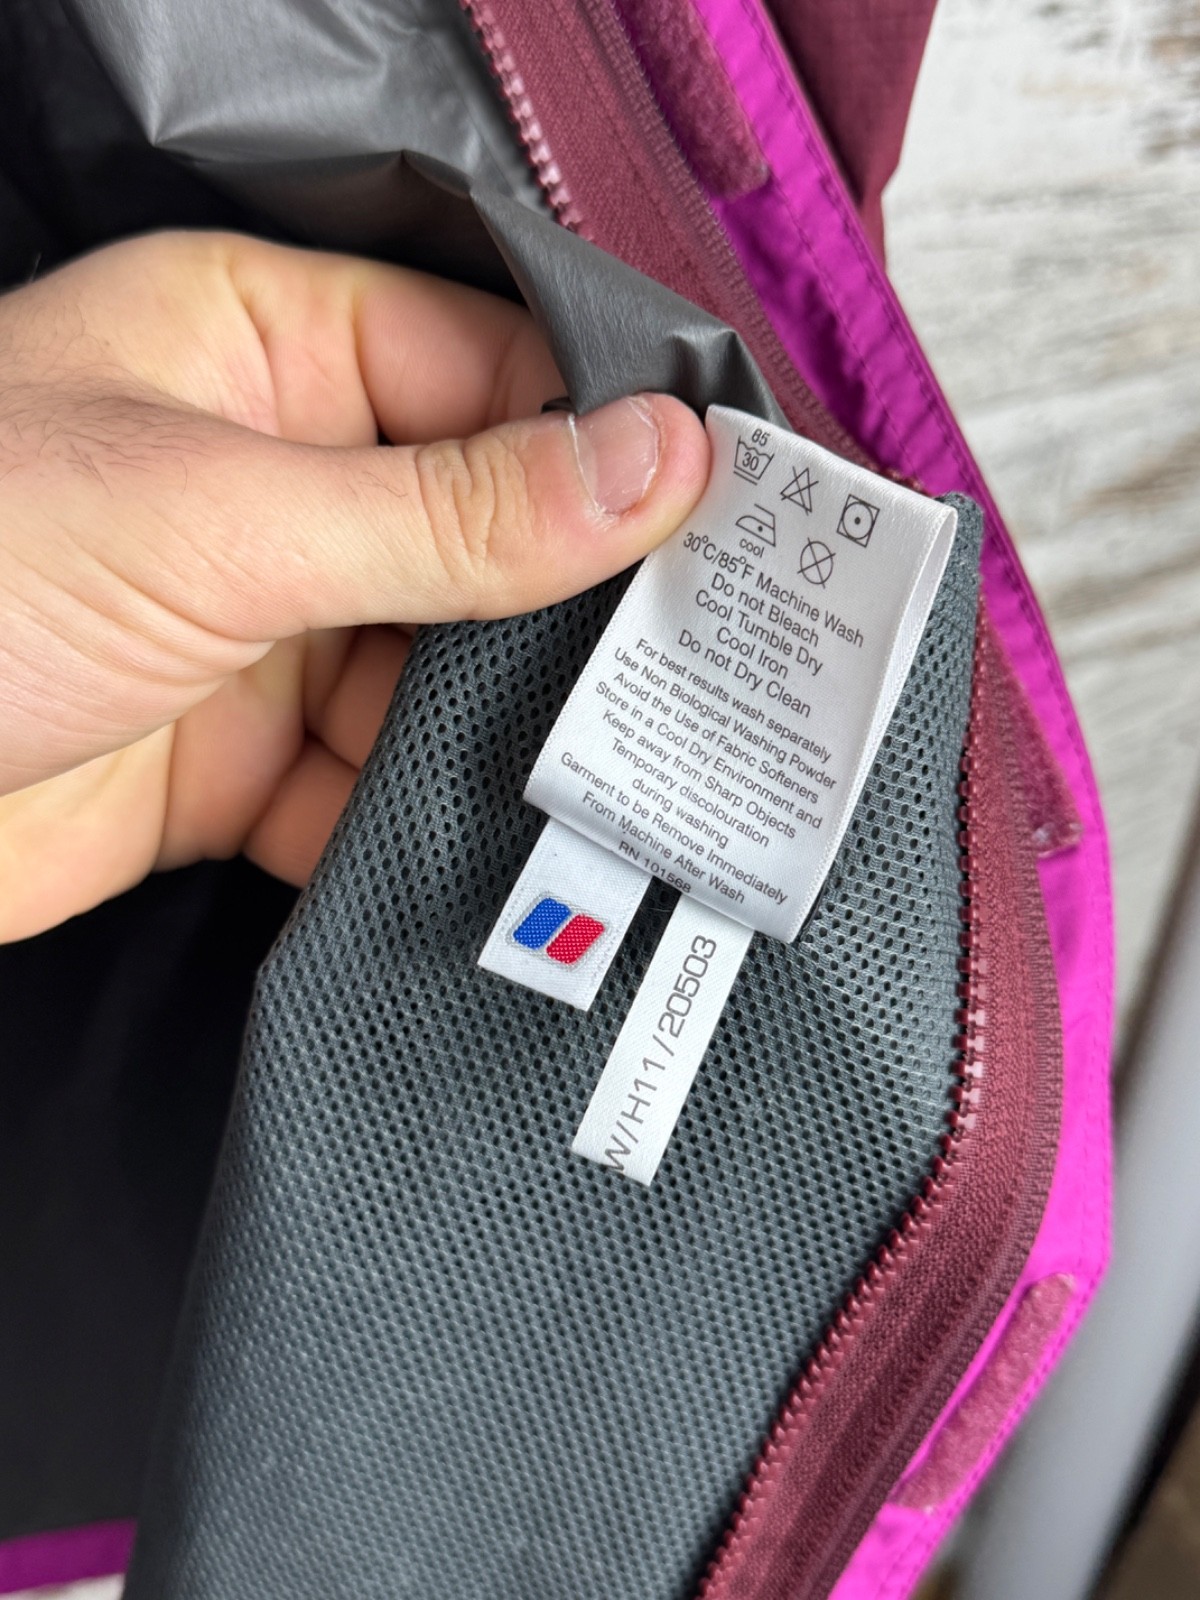 85
30
cool
30°C/85°F Machine Wash
Do not Bleach
Cool Tumble Dry
Cool Iron
Do not Dry Clean
For best results wash separately
Use Non Biological Washing Powder
Avoid the Use of Fabric Softeners
Store in a Cool Dry Environment and
Keep away from Sharp Objects
Temporary discolouration
during washing
Garment to be Remove Immediately
From Machine After Wash
RN 101568
W/H11/20503